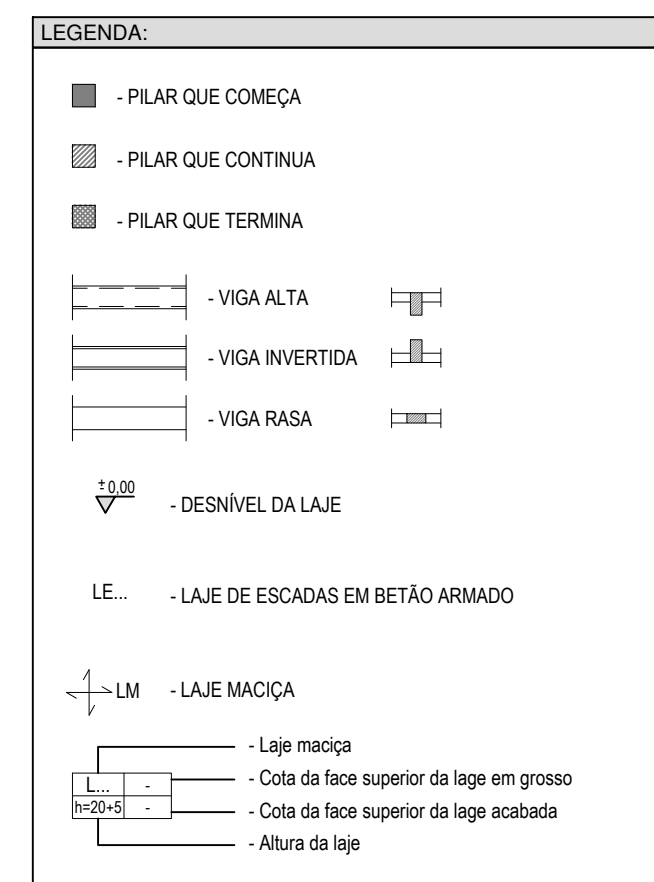 LEGENDA:
- PILAR QUE COMEÇA
- PILAR QUE CONTINUA
- PILAR QUE TERMINA
- VIGA ALTA
- VIGA INVERTIDA
- VIGA RASA
±0,00
- DESNÍVEL DA LAJE
LE... - LAJE DE ESCADAS EM BETÃO ARMADO
LM - LAJE MACIÇA
- Laje maciça
L... - - Cota da face superior da lage em grosso
h=20+5 - - Cota da face superior da lage acabada
- Altura da laje